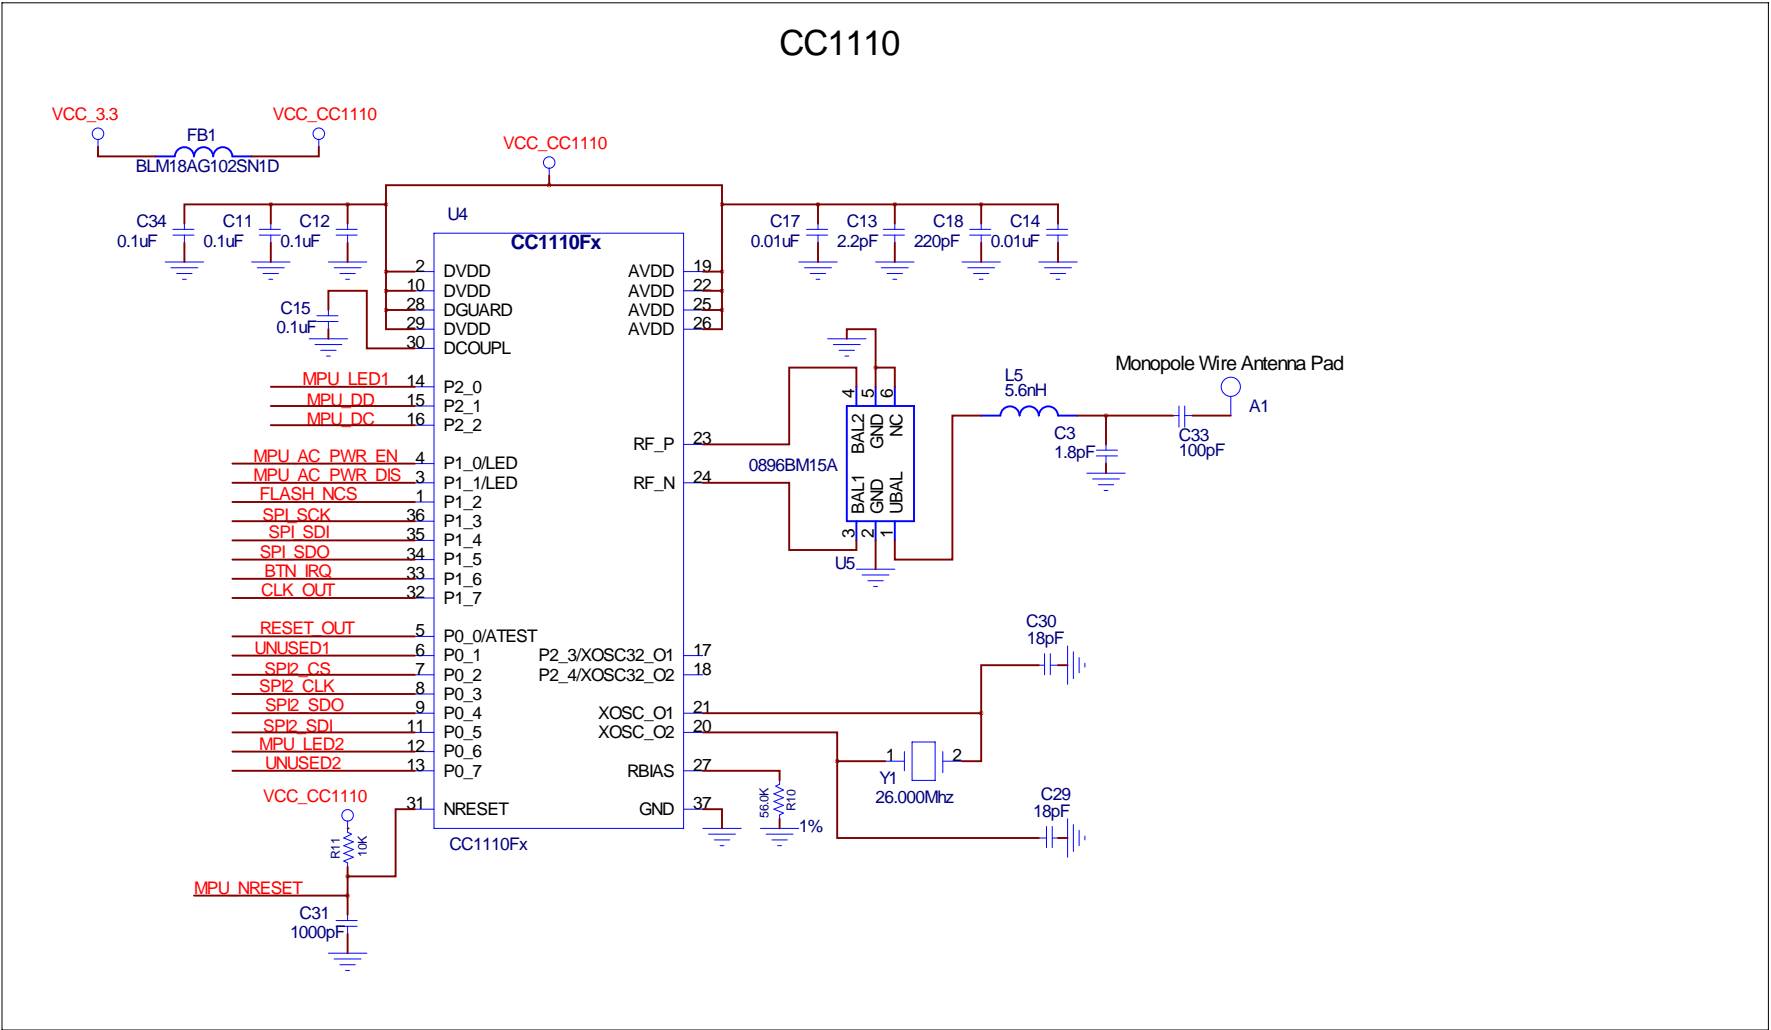 CC1110
VCC_3.3
VCC_CC1110
FB1
BLM18AG102SN1D
VCC_CC1110
C34
0.1uF
C11
0.1uF
C12
0.1uF
U4
CC1110Fx
C17
0.01uF
C13
2.2pF
C18
220pF
C14
0.01uF
2 DVDD
10 DVDD
28 DGUARD
29 DVDD
30 DCOUPL
C15
0.1uF
AVDD 19
AVDD 22
AVDD 25
AVDD 26
MPU_LED1 14 P2_0
MPU_DD 15 P2_1
MPU_DC 16 P2_2
MPU_AC_PWR_EN 4 P1_0/LED
MPU_AC_PWR_DIS 3 P1_1/LED
FLASH_NCS 1 P1_2
SPI_SCK 36 P1_3
SPI_SDI 35 P1_4
SPI_SDO 34 P1_5
BTN_IRQ 33 P1_6
CLK_OUT 32 P1_7
RESET_OUT 5 P0_0/ATEST
UNUSED1 6 P0_1
SPI2_CS 7 P0_2
SPI2_CLK 8 P0_3
SPI2_SDO 9 P0_4
SPI2_SDI 11 P0_5
MPU_LED2 12 P0_6
UNUSED2 13 P0_7
VCC_CC1110
31 NRESET
R11
10K
MPU_NRESET
C31
1000pF
CC1110Fx
RF_P 23
RF_N 24
0896BM15A
4 BAL2
5 GND
6 NC
3 BAL1
2 GND
1 UBAL
U5
L5
5.6nH
C3
1.8pF
C33
100pF
Monopole Wire Antenna Pad
A1
P2_3/XOSC32_O1 17
P2_4/XOSC32_O2 18
XOSC_O1 21
XOSC_O2 20
RBIAS 27
GND 37
56.0K
R10
1%
1 2
Y1
26.000Mhz
C30
18pF
C29
18pF